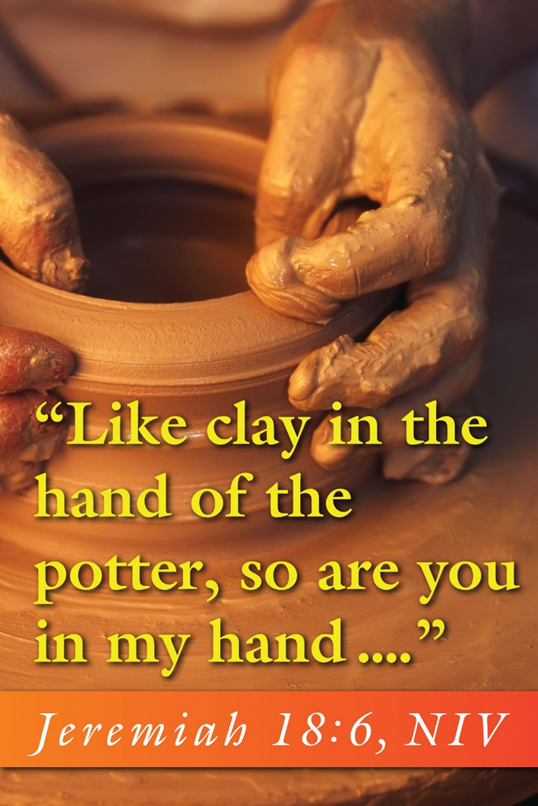 “Like clay in the
hand of the
potter, so are you
in my hand ....”
Jeremiah 18:6, NIV